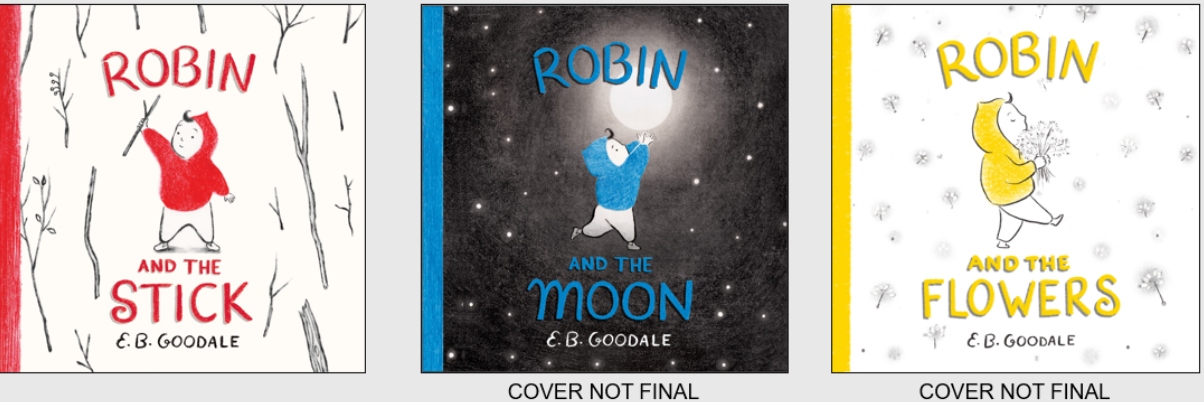 ROBIN
AND THE
STICK
E.B. GOODALE
ROBIN
AND THE
MOON
E.B. GOODALE
COVER NOT FINAL
ROBIN
AND THE
FLOWERS
E.B. GOODALE
COVER NOT FINAL